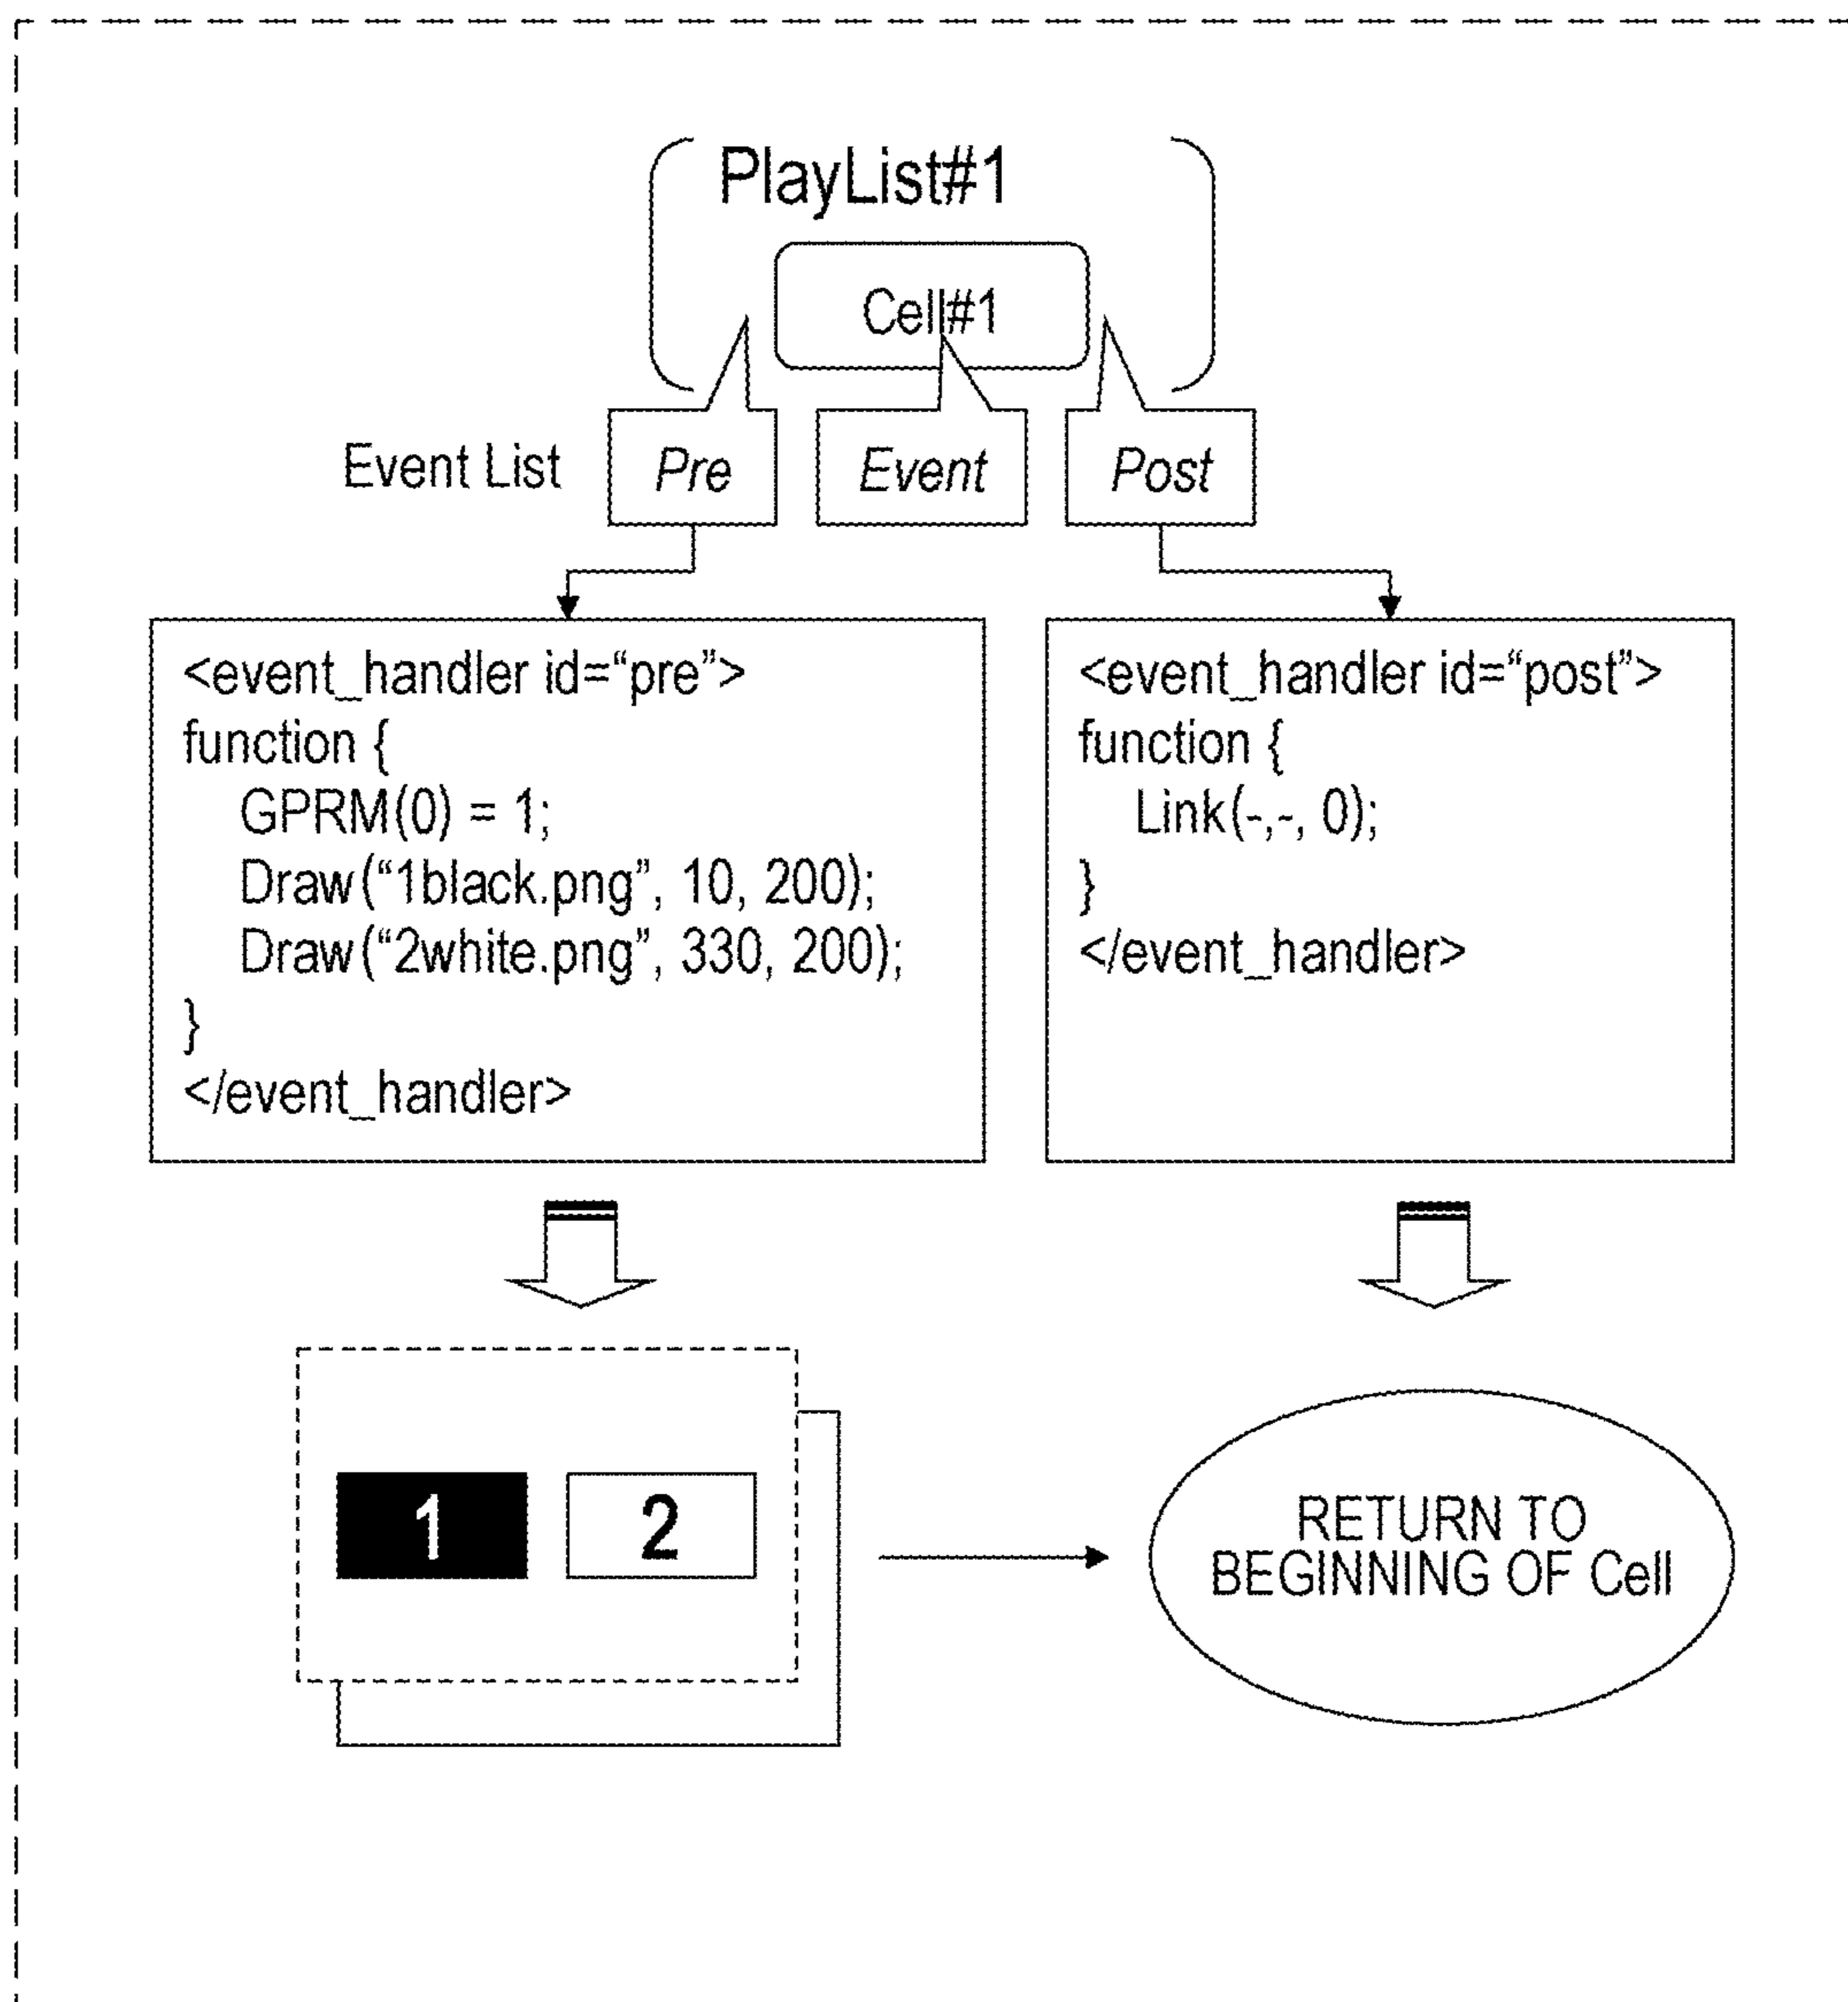 PlayList#1
Cell#1
Event List
Pre
Event
Post
<event_handler id=“pre”>
function {
GPRM(0) = 1;
Draw(“1black.png”, 10, 200);
Draw(“2white.png”, 330, 200);
}
</event_handler>
<event_handler id=“post”>
function {
Link(-,-, 0);
}
</event_handler>
1
2
RETURN TO
BEGINNING OF Cell